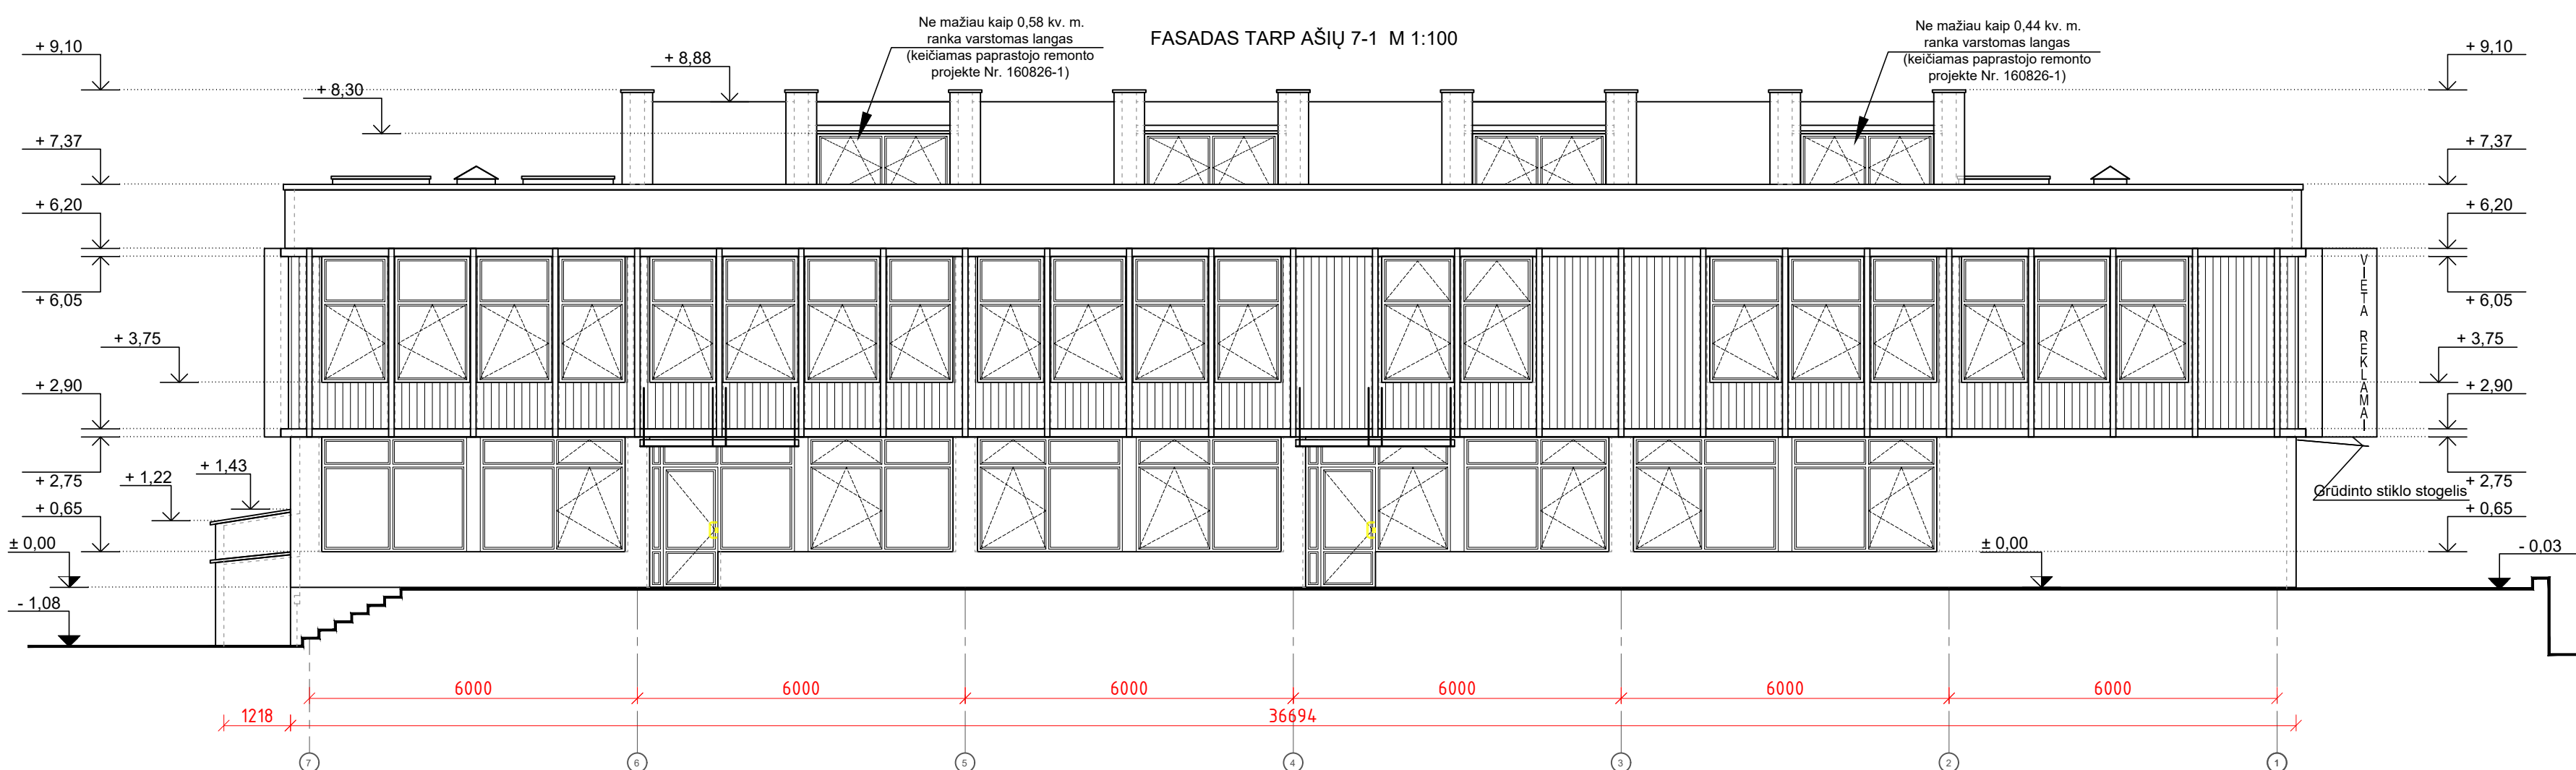 FASADAS TARP AŠIŲ 7-1  M 1:100
Ne mažiau kaip 0,58 kv. m.
ranka varstomas langas
(keičiamas paprastojo remonto
projekte Nr. 160826-1)
Ne mažiau kaip 0,44 kv. m.
ranka varstomas langas
(keičiamas paprastojo remonto
projekte Nr. 160826-1)
+ 9,10
+ 8,88
+ 8,30
+ 7,37
+ 6,20
+ 6,05
+ 3,75
+ 2,90
+ 2,75
+ 1,43
+ 1,22
+ 0,65
± 0,00
- 1,08
+ 9,10
+ 7,37
+ 6,20
+ 6,05
+ 3,75
+ 2,90
+ 2,75
+ 0,65
± 0,00
- 0,03
VIETA REKLAMAI
Grūdinto stiklo stogelis
6000 6000 6000 6000 6000 6000
1218 36694
7 6 5 4 3 2 1